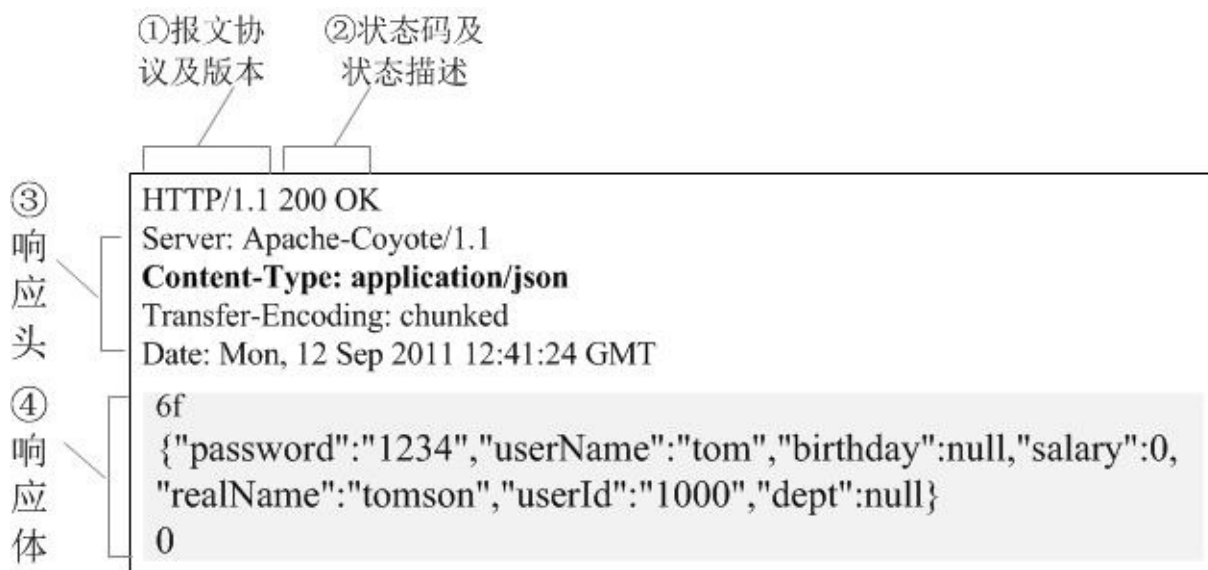 ①报文协
议及版本
②状态码及
状态描述
HTTP/1.1 200 OK
③
响
应
头
Server: Apache-Coyote/1.1
Content-Type: application/json
Transfer-Encoding: chunked
Date: Mon, 12 Sep 2011 12:41:24 GMT
④
响
应
体
6f
{"password":"1234","userName":"tom","birthday":null,"salary":0,
"realName":"tomson","userId":"1000","dept":null}
0